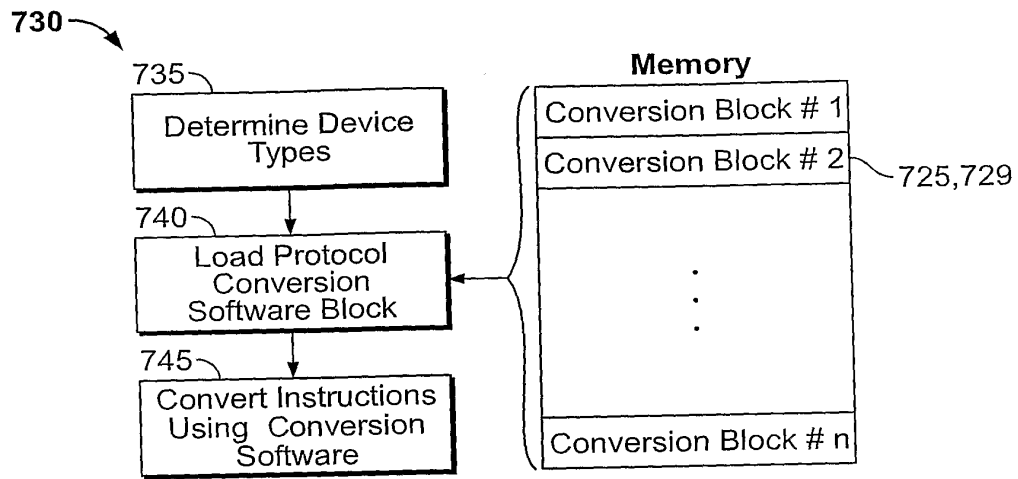 730
735
Determine Device
Types
740
Load Protocol
Conversion
Software Block
745
Convert Instructions
Using Conversion
Software
Memory
Conversion Block # 1
Conversion Block # 2
725,729
Conversion Block # n